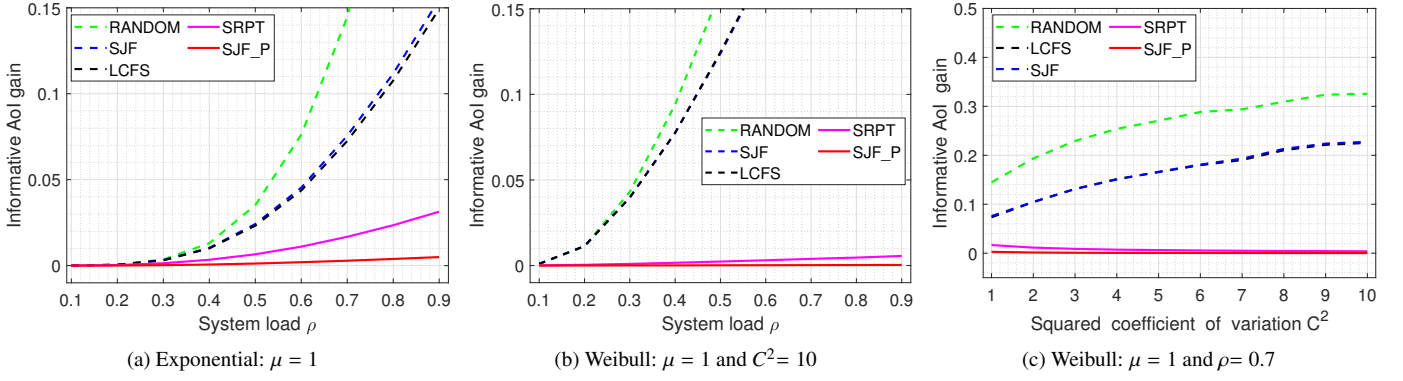 Informative AoI gain
0.15
0.1
0.05
0
RANDOM
SJF
LCFS
SRPT
SJF_P
0.1 0.2 0.3 0.4 0.5 0.6 0.7 0.8 0.9
System load ρ
(a) Exponential: μ = 1
Informative AoI gain
0.15
0.1
0.05
0
RANDOM
SJF
LCFS
SRPT
SJF_P
0.1 0.2 0.3 0.4 0.5 0.6 0.7 0.8 0.9
System load ρ
(b) Weibull: μ = 1 and C²= 10
Informative AoI gain
0.5
0.4
0.3
0.2
0.1
0
RANDOM
LCFS
SJF
SRPT
SJF_P
1 2 3 4 5 6 7 8 9 10
Squared coefficient of variation C²
(c) Weibull: μ = 1 and ρ= 0.7